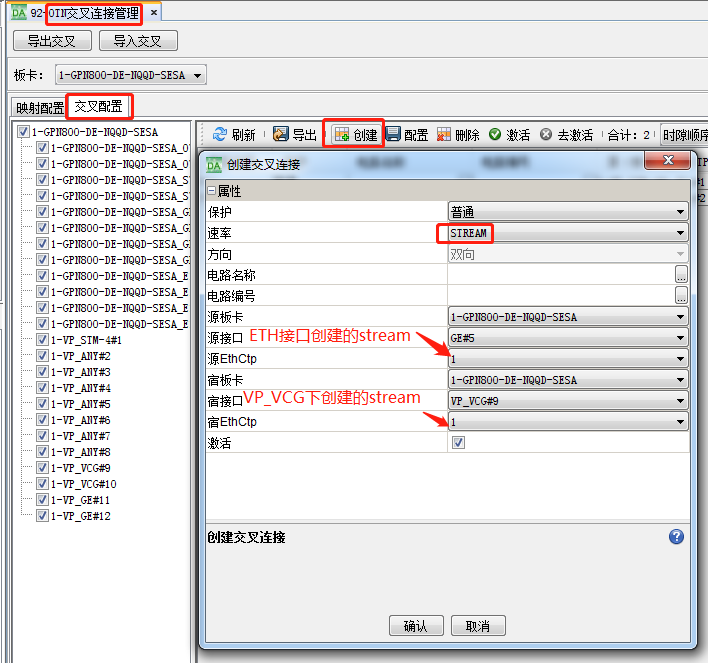 DA 92-OTN交叉连接管理 ×
导出交叉 导入交叉
板卡： 1-GPN800-DE-NQQD-SESA
映射配置 交叉配置
1-GPN800-DE-NQQD-SESA
1-GPN800-DE-NQQD-SESA_O
1-GPN800-DE-NQQD-SESA_O
1-GPN800-DE-NQQD-SESA_S
1-GPN800-DE-NQQD-SESA_S
1-GPN800-DE-NQQD-SESA_G
1-GPN800-DE-NQQD-SESA_G
1-GPN800-DE-NQQD-SESA_G
1-GPN800-DE-NQQD-SESA_G
1-GPN800-DE-NQQD-SESA_E
1-GPN800-DE-NQQD-SESA_E
1-GPN800-DE-NQQD-SESA_E
1-GPN800-DE-NQQD-SESA_E
1-VP_STM-4#1
1-VP_ANY#2
1-VP_ANY#3
1-VP_ANY#4
1-VP_ANY#5
1-VP_ANY#6
1-VP_ANY#7
1-VP_ANY#8
1-VP_VCG#9
1-VP_VCG#10
1-VP_GE#11
1-VP_GE#12
刷新 导出 创建 配置 删除 激活 去激活 合计：2 时隙顺序
DA 创建交叉连接
属性
保护 普通
速率 STREAM
方向 双向
电路名称 ...
电路编号 ...
源板卡 1-GPN800-DE-NQQD-SESA
源接口 ETH接口创建的stream GE#5
源EthCtp 1
宿板卡 1-GPN800-DE-NQQD-SESA
宿接口 VP_VCG下创建的stream VP_VCG#9
宿EthCtp 1
激活
创建交叉连接 ?
确认 取消